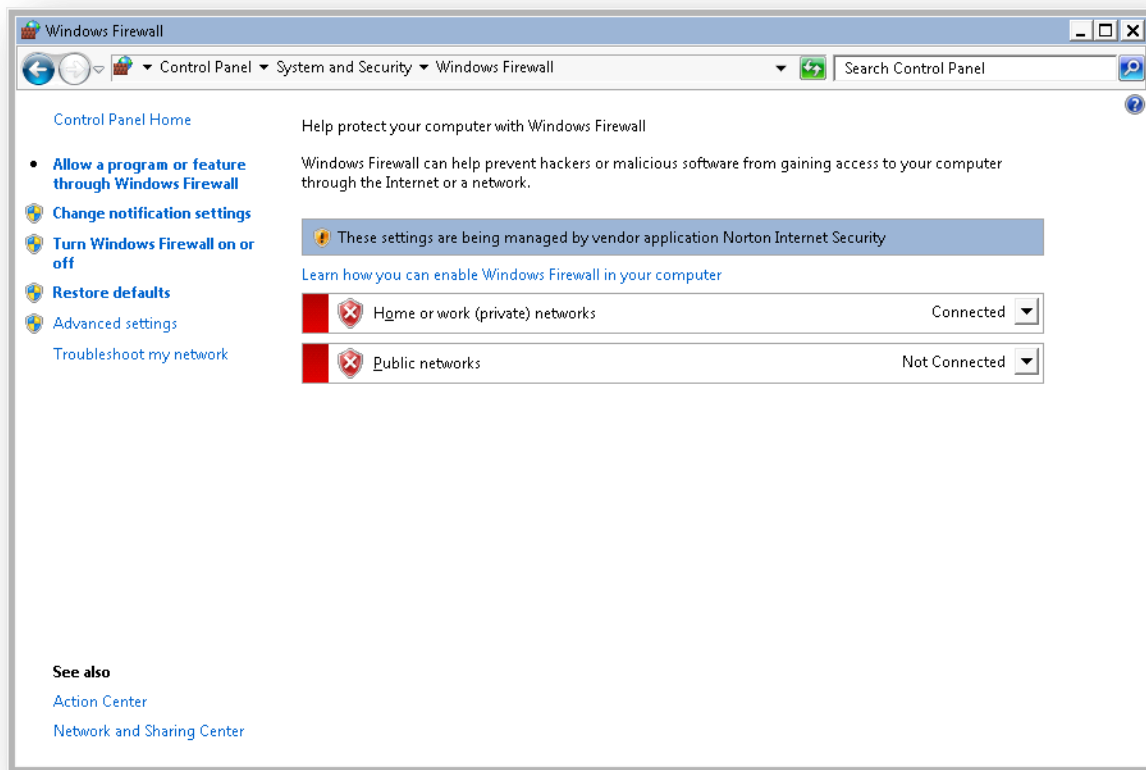 Windows Firewall
Control Panel System and Security Windows Firewall
Search Control Panel
Control Panel Home
Allow a program or feature
through Windows Firewall
Change notification settings
Turn Windows Firewall on or
off
Restore defaults
Advanced settings
Troubleshoot my network
Help protect your computer with Windows Firewall
Windows Firewall can help prevent hackers or malicious software from gaining access to your computer
through the Internet or a network.
These settings are being managed by vendor application Norton Internet Security
Learn how you can enable Windows Firewall in your computer
Home or work (private) networks Connected
Public networks Not Connected
See also
Action Center
Network and Sharing Center